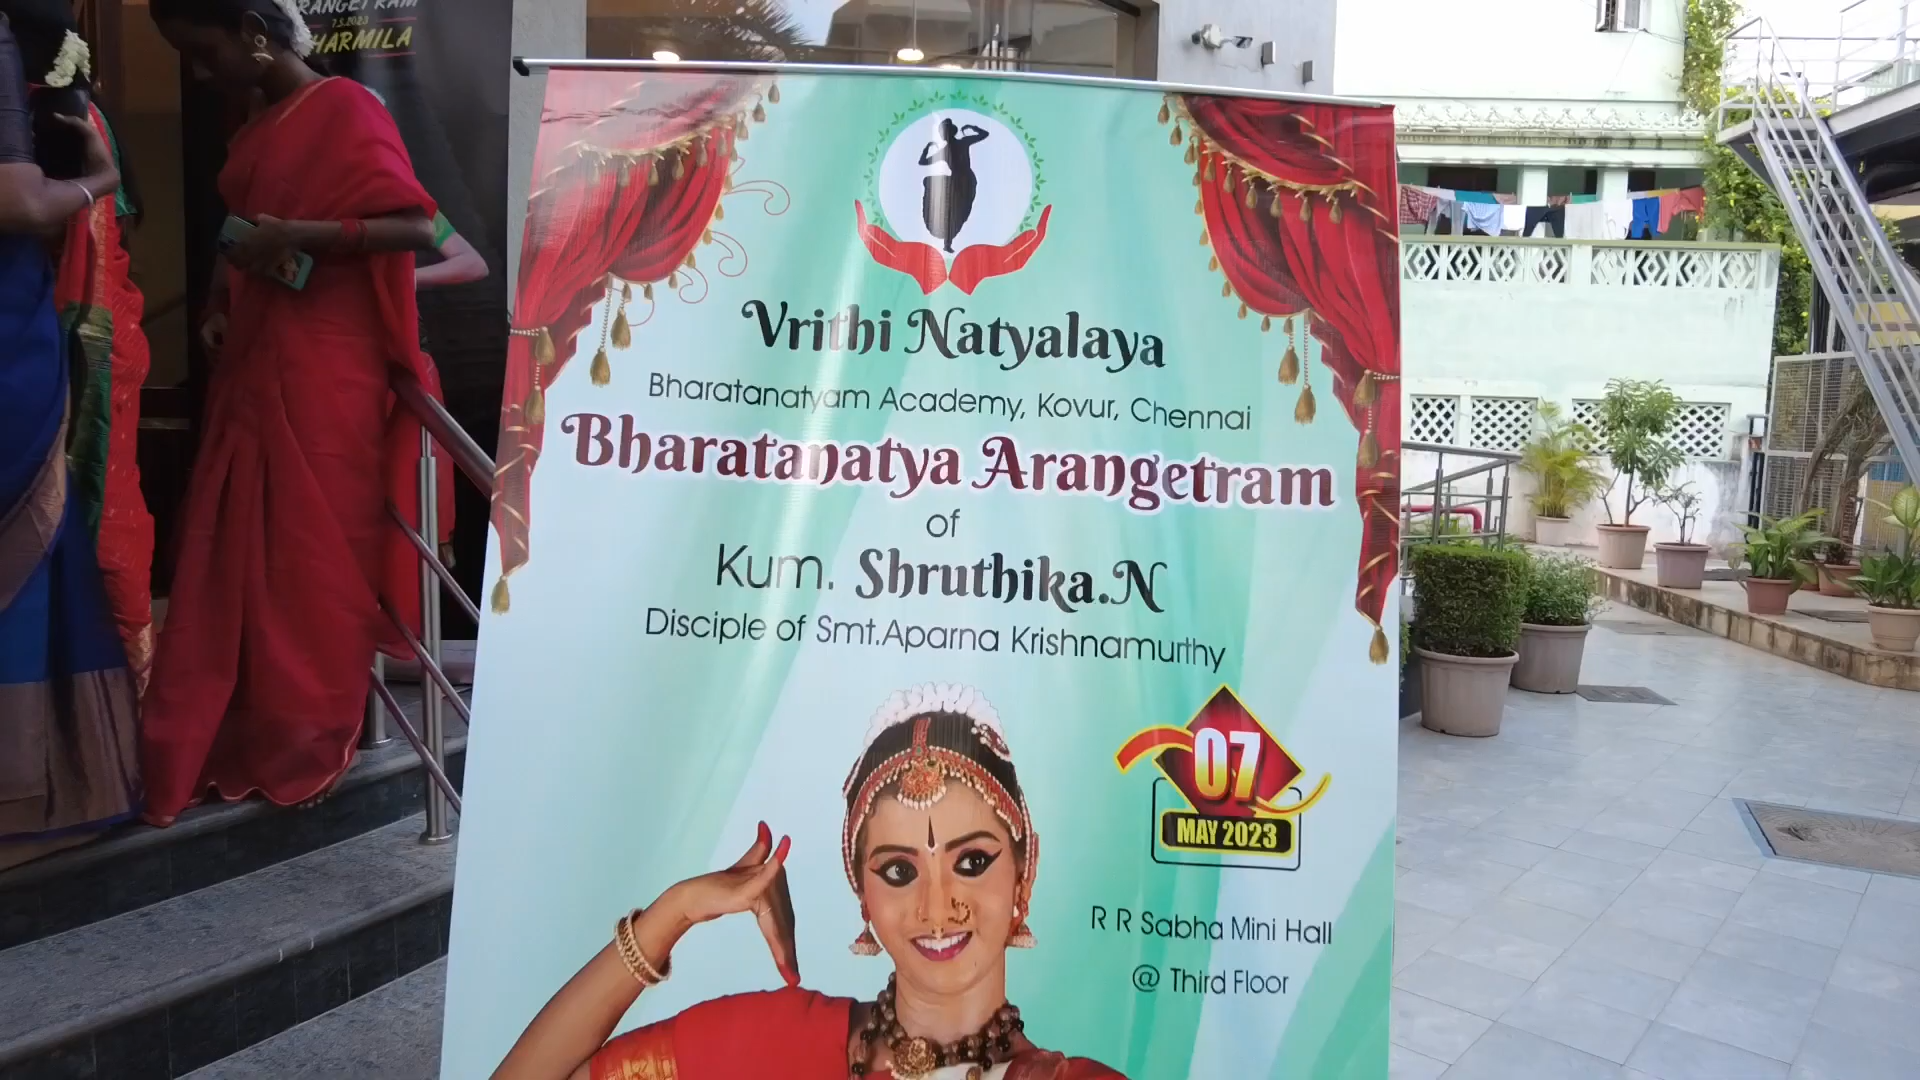 7.5.2023
HARMILA
Vrithi Natyalaya
Bharatanatyam Academy, Kovur, Chennai
Bharatanatya Arangetram
of
Kum. Shruthika.N
Disciple of Smt.Aparna Krishnamurthy
07
MAY 2023
R R Sabha Mini Hall
@ Third Floor